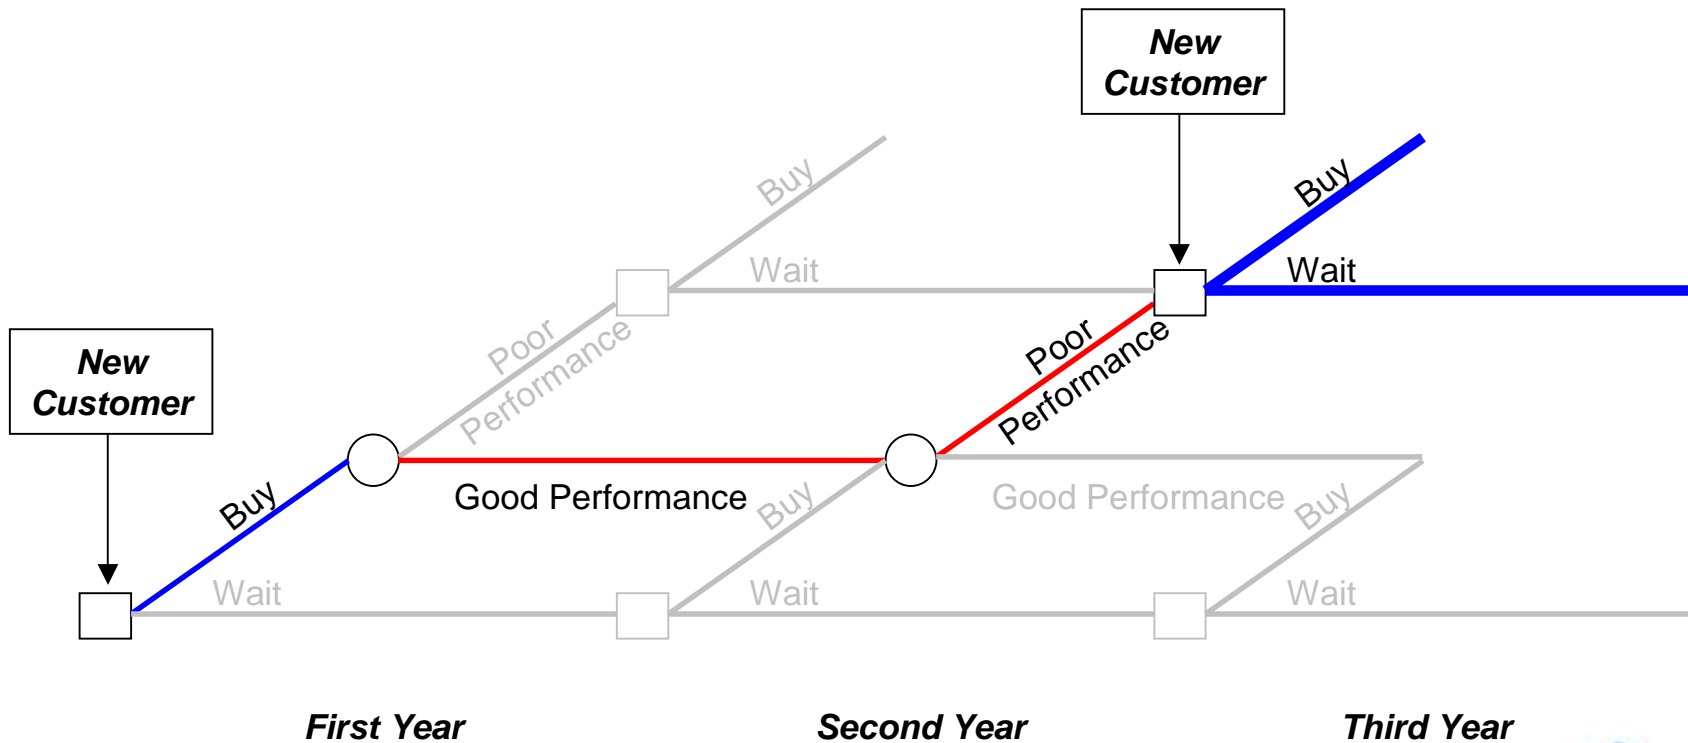 New
Customer
Buy
Buy
Wait
Wait
Poor
Performance
Poor
Performance
New
Customer
Buy
Good Performance
Buy
Good Performance
Buy
Wait
Wait
Wait
First Year
Second Year
Third Year